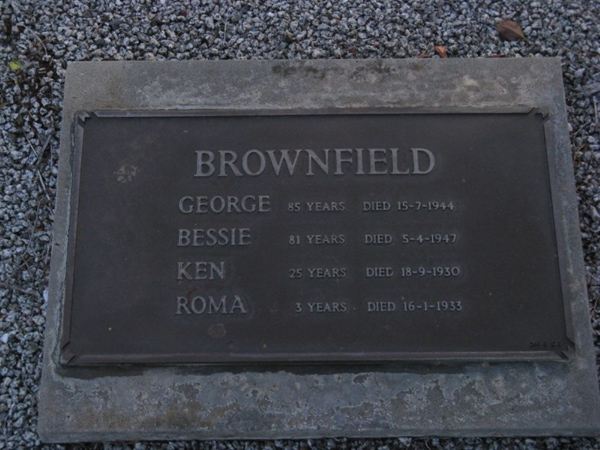 BROWNFIELD
GEORGE 85 YEARS DIED 15-7-1944
BESSIE 81 YEARS DIED 5-4-1947
KEN 25 YEARS DIED 18-9-1930
ROMA 3 YEARS DIED 16-1-1933